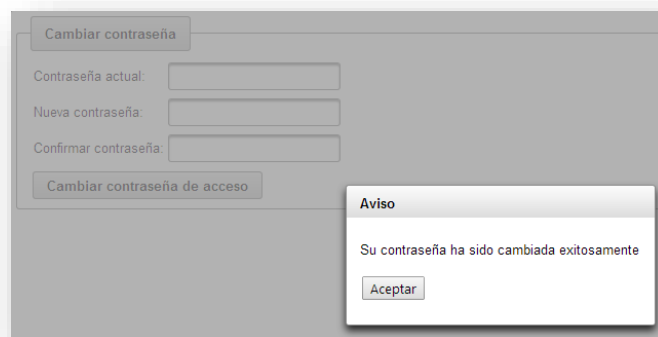 Cambiar contraseña
Contraseña actual:
Nueva contraseña:
Confirmar contraseña:
Cambiar contraseña de acceso
Aviso
Su contraseña ha sido cambiada exitosamente
Aceptar